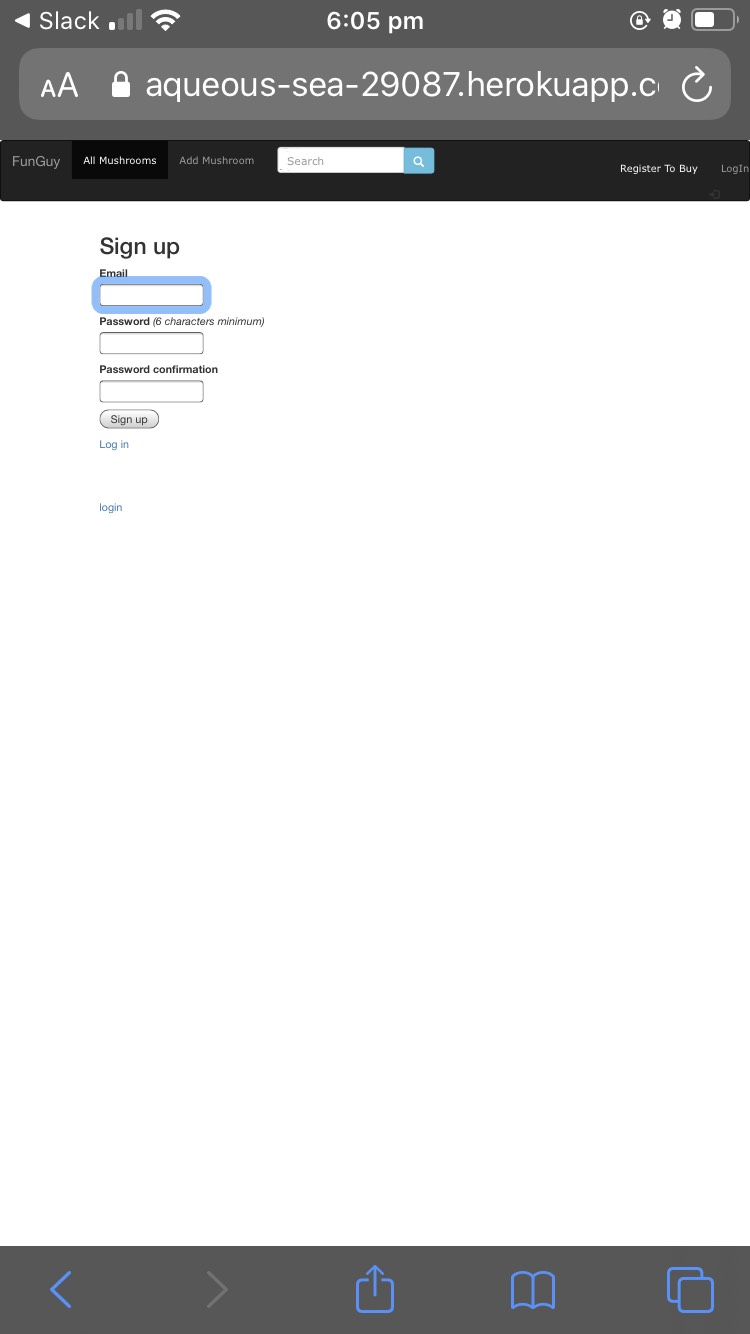 Slack 6:05 pm
AA aqueous-sea-29087.herokuapp.c
FunGuy All Mushrooms Add Mushroom Search Register To Buy LogIn
Sign up
Email
Password (6 characters minimum)
Password confirmation
Sign up
Log in
login